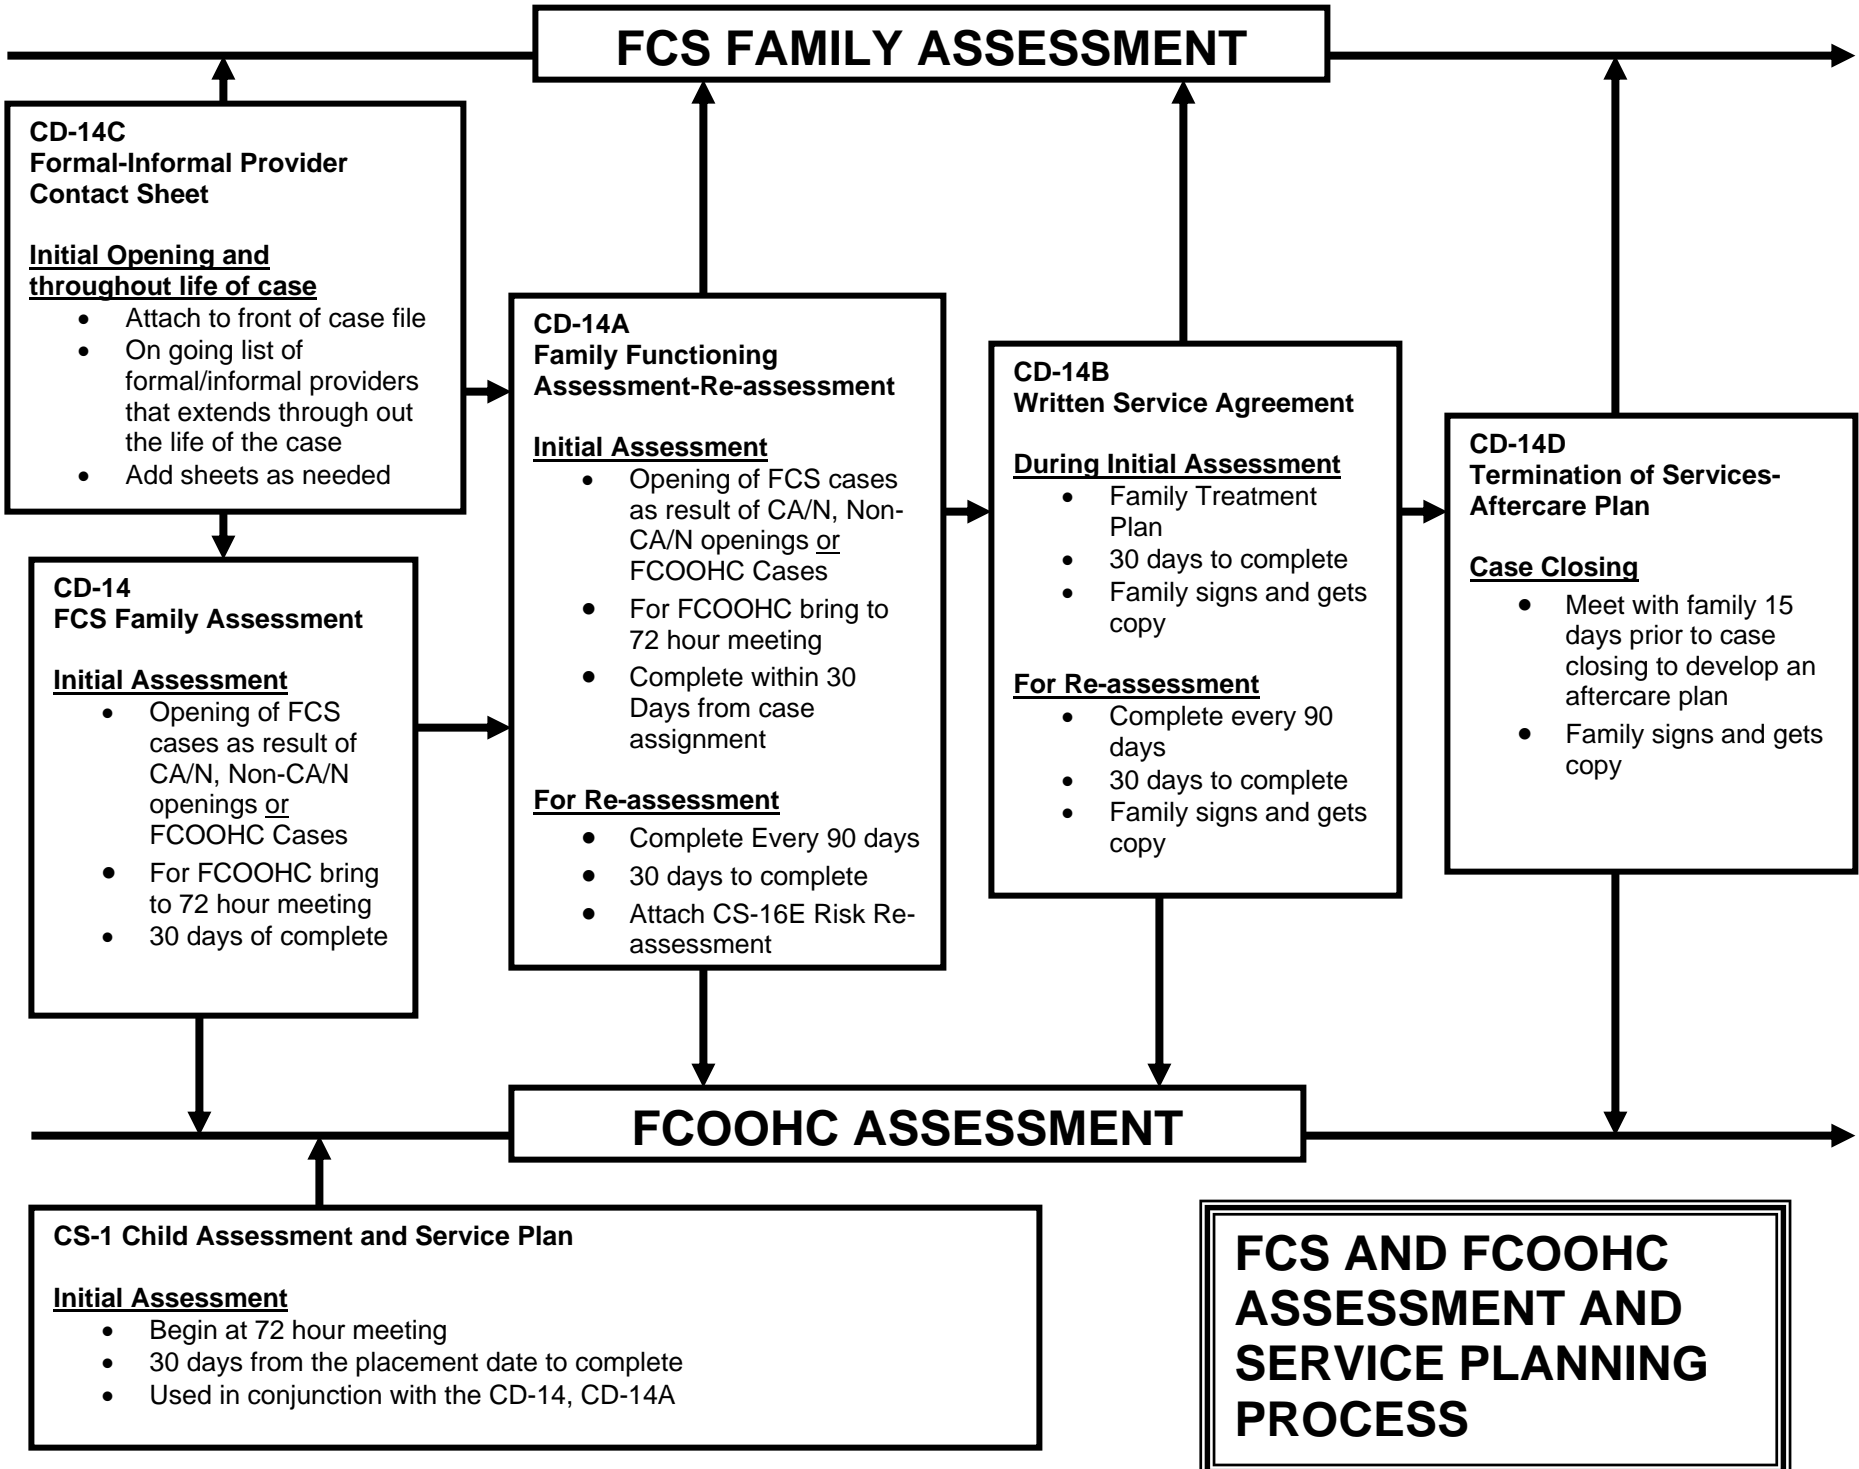 FCS FAMILY ASSESSMENT
CD-14C
Formal-Informal Provider
Contact Sheet
Initial Opening and
throughout life of case
• Attach to front of case file
• On going list of
formal/informal providers
that extends through out
the life of the case
• Add sheets as needed
CD-14
FCS Family Assessment
Initial Assessment
• Opening of FCS
cases as result of
CA/N, Non-CA/N
openings or
FCOOHC Cases
• For FCOOHC bring
to 72 hour meeting
• 30 days of complete
CD-14A
Family Functioning
Assessment-Re-assessment
Initial Assessment
• Opening of FCS cases
as result of CA/N, Non-
CA/N openings or
FCOOHC Cases
• For FCOOHC bring to
72 hour meeting
• Complete within 30
Days from case
assignment
For Re-assessment
• Complete Every 90 days
• 30 days to complete
• Attach CS-16E Risk Re-
assessment
CD-14B
Written Service Agreement
During Initial Assessment
• Family Treatment
Plan
• 30 days to complete
• Family signs and gets
copy
For Re-assessment
• Complete every 90
days
• 30 days to complete
• Family signs and gets
copy
CD-14D
Termination of Services-
Aftercare Plan
Case Closing
• Meet with family 15
days prior to case
closing to develop an
aftercare plan
• Family signs and gets
copy
FCOOHC ASSESSMENT
CS-1 Child Assessment and Service Plan
Initial Assessment
• Begin at 72 hour meeting
• 30 days from the placement date to complete
• Used in conjunction with the CD-14, CD-14A
FCS AND FCOOHC
ASSESSMENT AND
SERVICE PLANNING
PROCESS